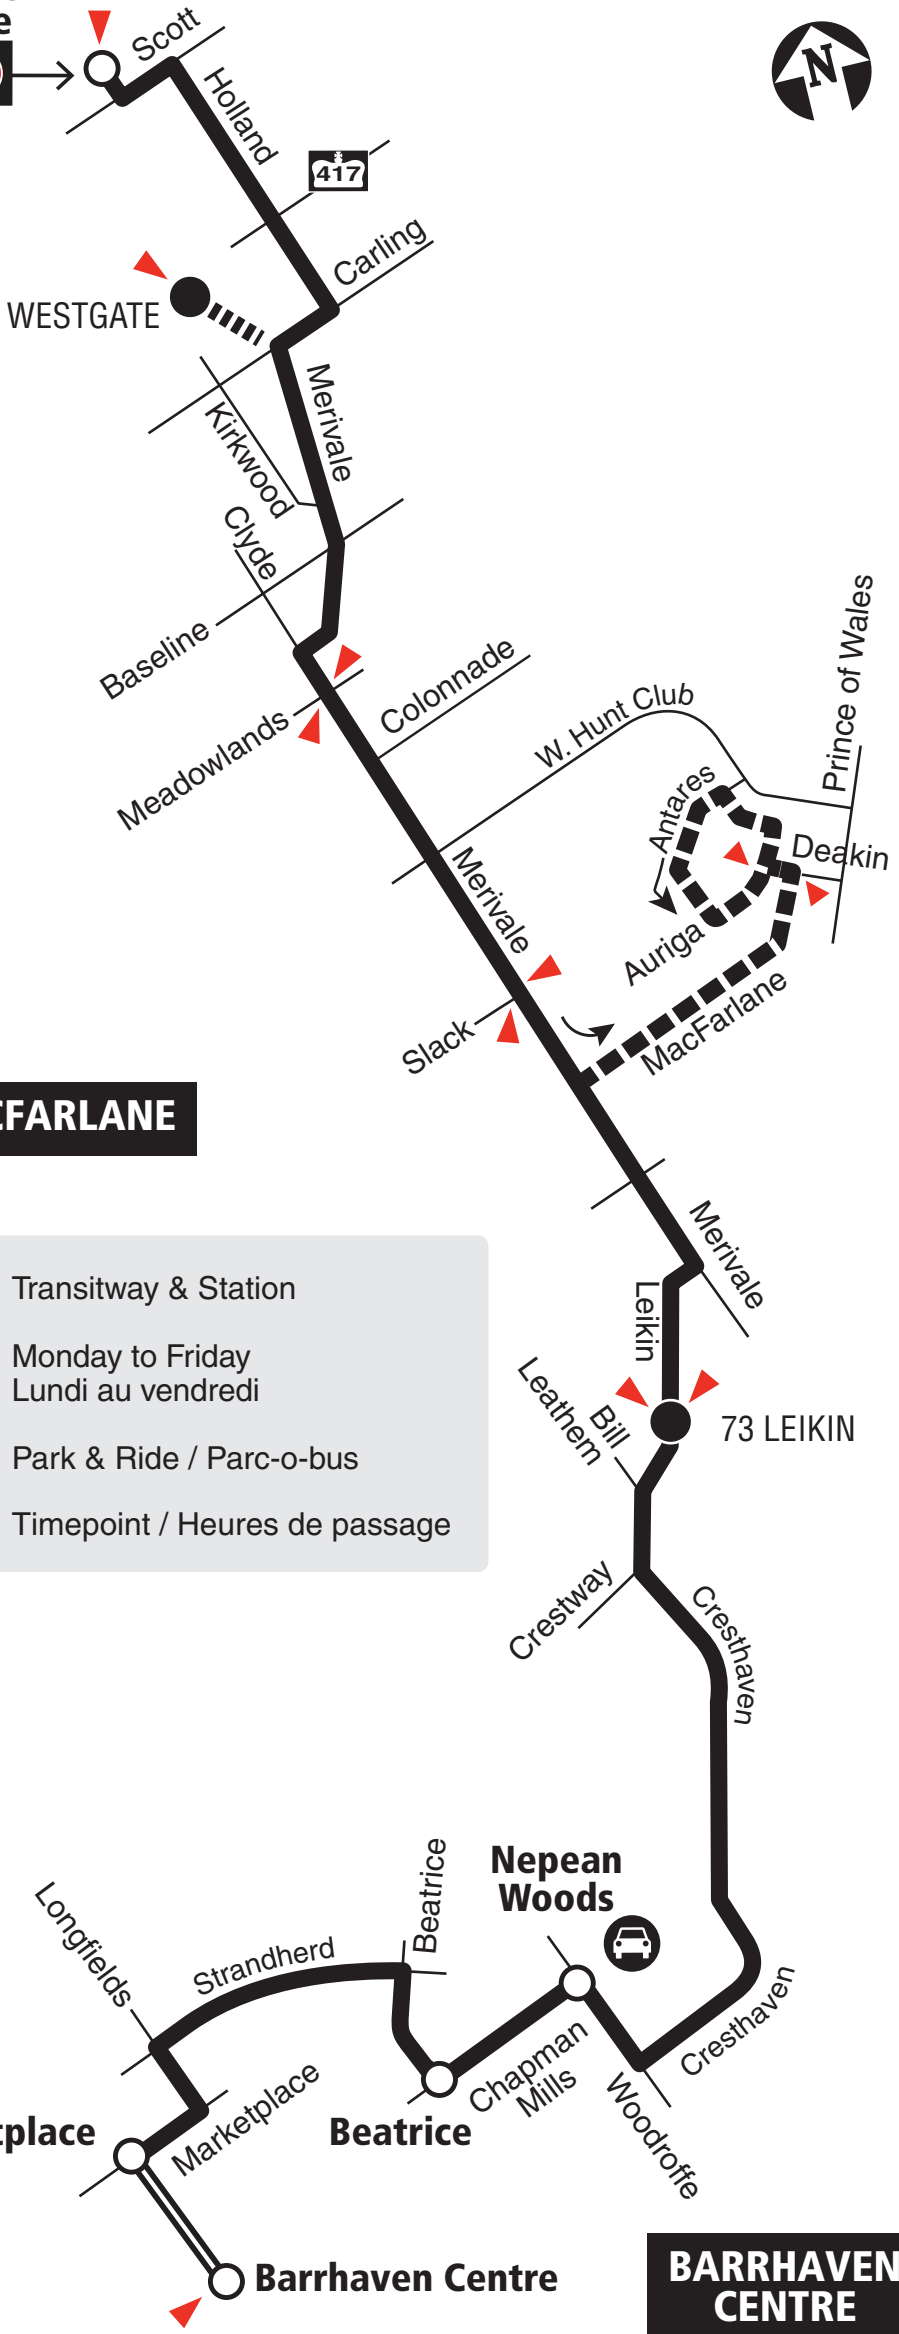 e
Scott
N
Holland
417
Carling
WESTGATE
Merivale
Kirkwood
Clyde
Baseline
Meadowlands
Colonnade
W. Hunt Club
Prince of Wales
Antares
Deakin
Merivale
Auriga
MacFarlane
Slack
CFARLANE
Merivale
Transitway & Station
Monday to Friday
Lundi au vendredi
Park & Ride / Parc-o-bus
Timepoint / Heures de passage
Leikin
Bill
Leathem
73 LEIKIN
Crestway
Cresthaven
Nepean
Woods
Beatrice
Longfields
Strandherd
Cresthaven
Chapman
Mills
Woodroffe
Marketplace
tplace
Beatrice
Barrhaven Centre
BARRHAVEN
CENTRE